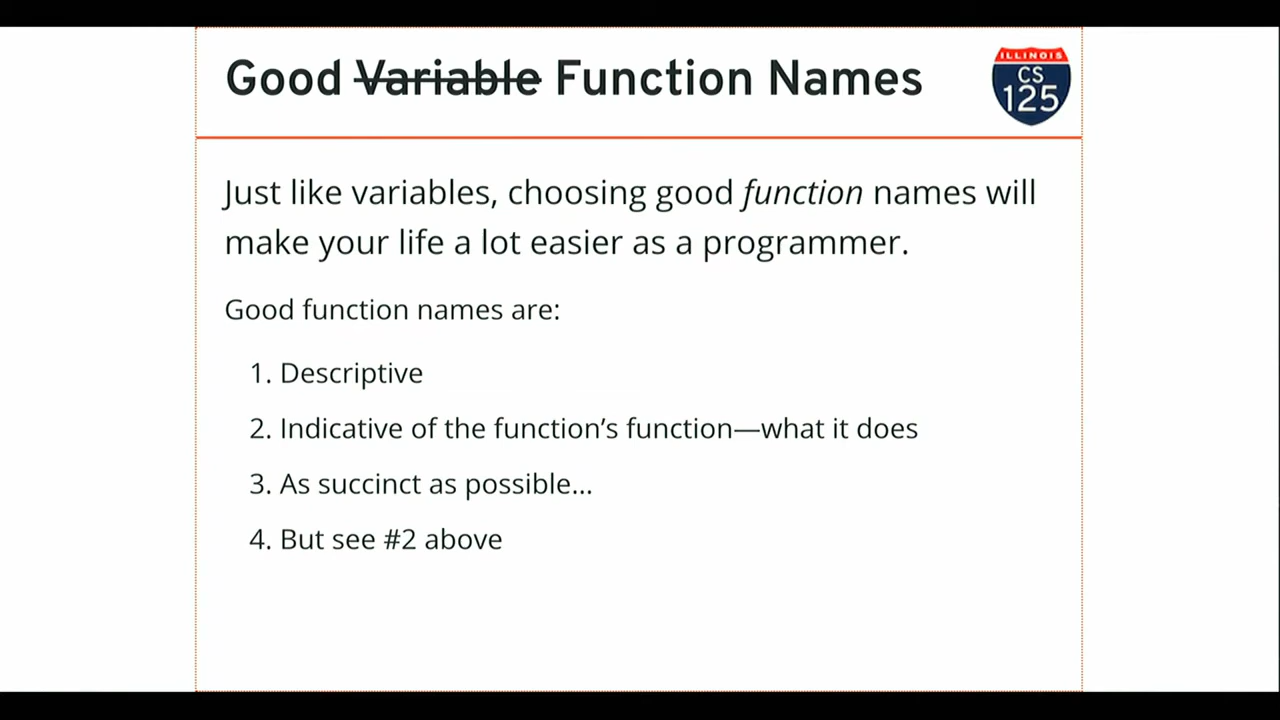 Good Variable Function Names
ILLINOIS
CS
125
Just like variables, choosing good function names will
make your life a lot easier as a programmer.
Good function names are:
1. Descriptive
2. Indicative of the function’s function—what it does
3. As succinct as possible…
4. But see #2 above